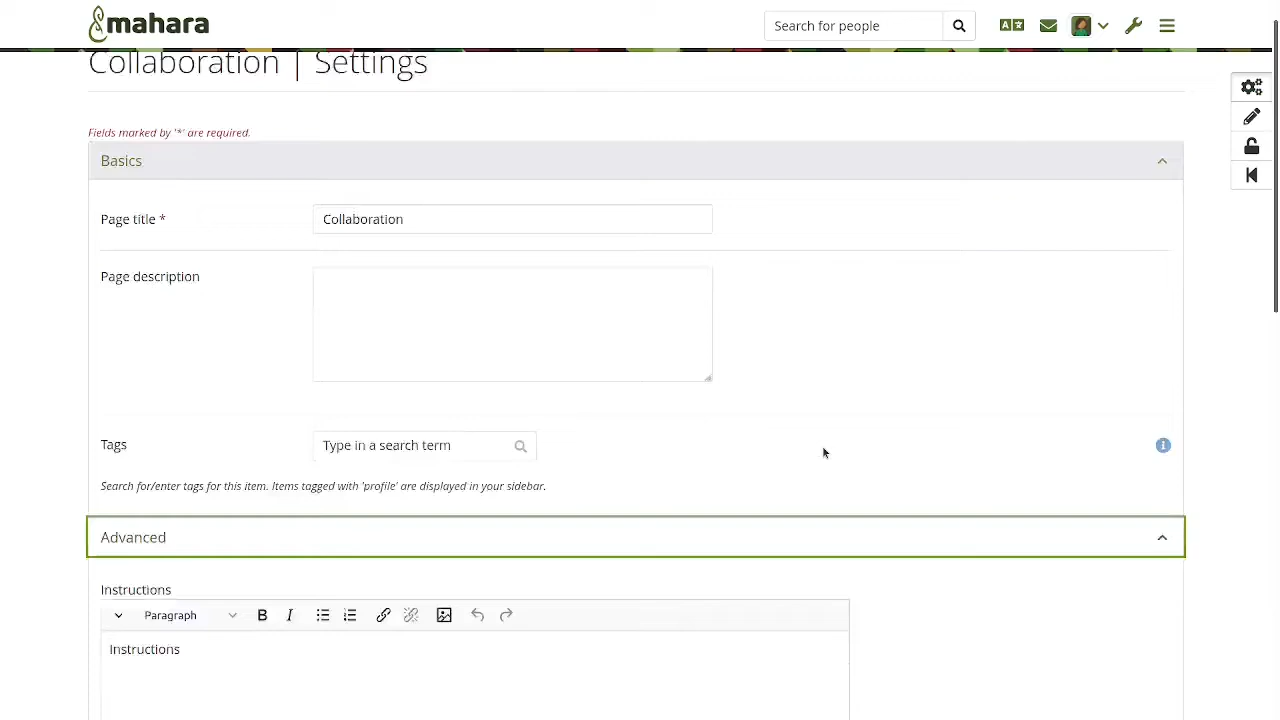 mahara
Search for people
Collaboration | Settings
Fields marked by '*' are required.
Basics
Page title *
Collaboration
Page description
Tags
Type in a search term
Search for/enter tags for this item. Items tagged with 'profile' are displayed in your sidebar.
Advanced
Instructions
Paragraph
B I
Instructions